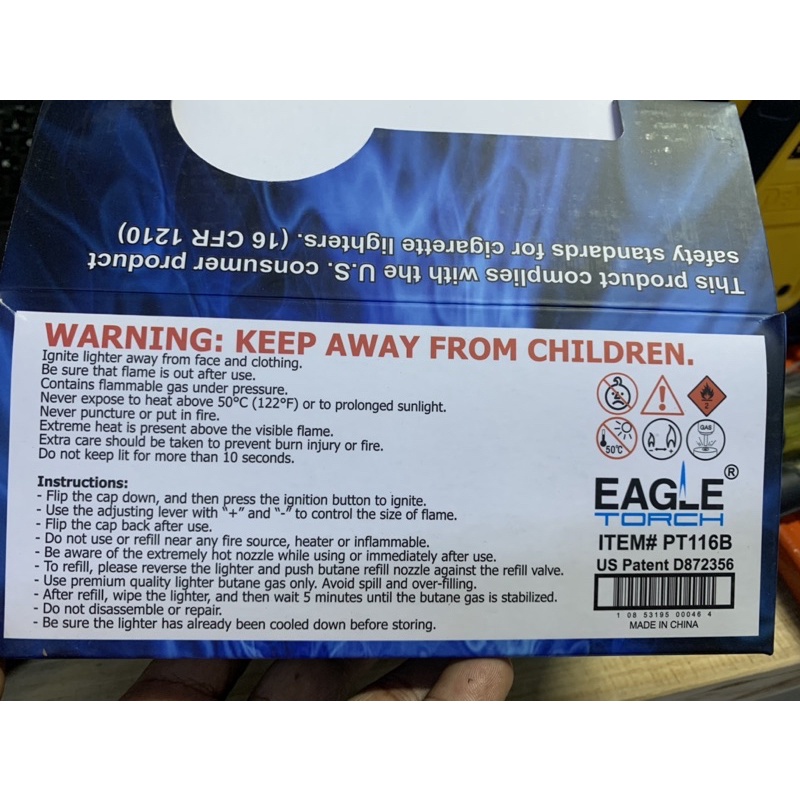 This product complies with the U.S. consumer product
safety standards for cigarette lighters. (16 CFR 1210)
WARNING: KEEP AWAY FROM CHILDREN.
Ignite lighter away from face and clothing.
Be sure that flame is out after use.
Contains flammable gas under pressure.
Never expose to heat above 50°C (122°F) or to prolonged sunlight.
Never puncture or put in fire.
Extreme heat is present above the visible flame.
Extra care should be taken to prevent burn injury or fire.
Do not keep lit for more than 10 seconds.
Instructions:
- Flip the cap down, and then press the ignition button to ignite.
- Use the adjusting lever with "+" and "-" to control the size of flame.
- Flip the cap back after use.
- Do not use or refill near any fire source, heater or inflammable.
- Be aware of the extremely hot nozzle while using or immediately after use.
- To refill, please reverse the lighter and push butane refill nozzle against the refill valve.
- Use premium quality lighter butane gas only. Avoid spill and over-filling.
- After refill, wipe the lighter, and then wait 5 minutes until the butane gas is stabilized.
- Do not disassemble or repair.
- Be sure the lighter has already been cooled down before storing.
2
50°C
GAS
EAGLE®
TORCH
ITEM# PT116B
US Patent D872356
1 08 53195 00046 4
MADE IN CHINA